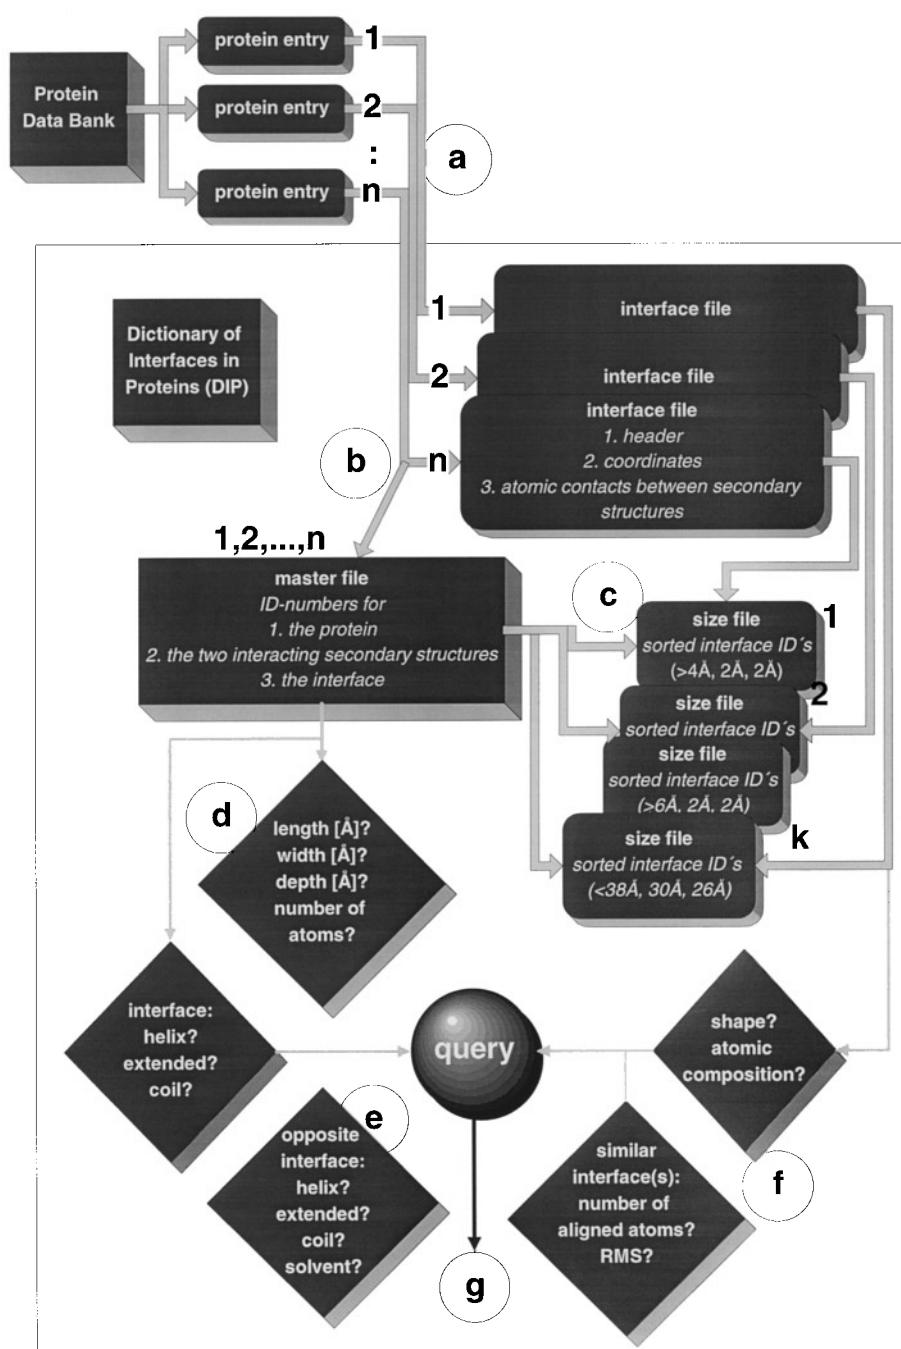 protein entry 1
Protein
Data Bank
protein entry 2
:
a
protein entry n
1 interface file
Dictionary of
Interfaces in
Proteins (DIP)
2 interface file
interface file
1. header
b
n
2. coordinates
3. atomic contacts between secondary
structures
1,2,...,n
master file
ID-numbers for
1. the protein
2. the two interacting secondary structures
3. the interface
c
size file 1
sorted interface ID´s
(>4Å, 2Å, 2Å)
2
size file
sorted interface ID´s
size file
sorted interface ID´s
(>6Å, 2Å, 2Å)
k
size file
sorted interface ID´s
(<38Å, 30Å, 26Å)
d
length [Å]?
width [Å]?
depth [Å]?
number of
atoms?
interface:
helix?
extended?
coil?
query
shape?
atomic
composition?
e
opposite
interface:
helix?
extended?
coil?
solvent?
similar
interface(s):
number of
aligned atoms?
RMS?
f
g